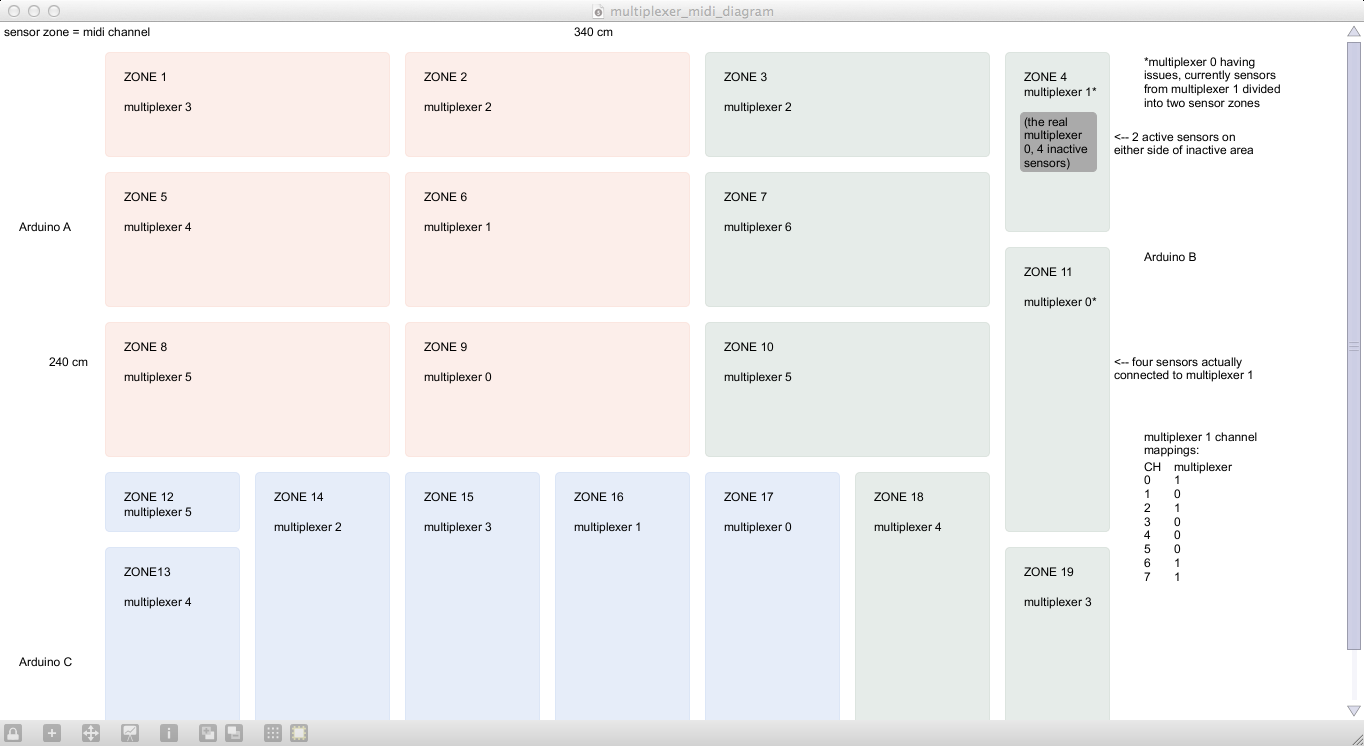 multiplexer_midi_diagram
sensor zone = midi channel
340 cm
ZONE 1
multiplexer 3
ZONE 2
multiplexer 2
ZONE 3
multiplexer 2
ZONE 4
multiplexer 1*
(the real
multiplexer
0, 4 inactive
sensors)
*multiplexer 0 having
issues, currently sensors
from multiplexer 1 divided
into two sensor zones
<-- 2 active sensors on
either side of inactive area
Arduino A
ZONE 5
multiplexer 4
ZONE 6
multiplexer 1
ZONE 7
multiplexer 6
Arduino B
ZONE 11
multiplexer 0*
240 cm
ZONE 8
multiplexer 5
ZONE 9
multiplexer 0
ZONE 10
multiplexer 5
<-- four sensors actually
connected to multiplexer 1
multiplexer 1 channel
mappings:
CH multiplexer
0 1
1 0
2 1
3 0
4 0
5 0
6 1
7 1
ZONE 12
multiplexer 5
ZONE 14
multiplexer 2
ZONE 15
multiplexer 3
ZONE 16
multiplexer 1
ZONE 17
multiplexer 0
ZONE 18
multiplexer 4
ZONE13
multiplexer 4
ZONE 19
multiplexer 3
Arduino C